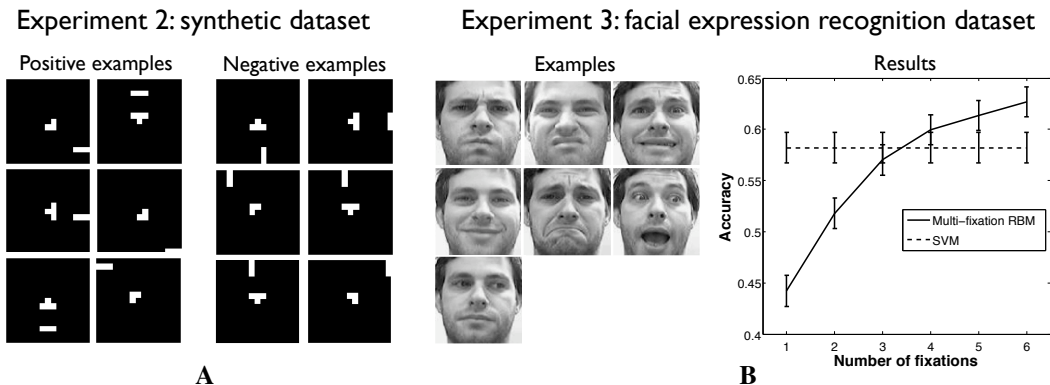 Experiment 2: synthetic dataset
Positive examples
Negative examples
A
Experiment 3: facial expression recognition dataset
Examples
Results
0.65
0.6
0.55
0.5
0.45
0.4
Accuracy
Multi-fixation RBM
SVM
1 2 3 4 5 6
Number of fixations
B